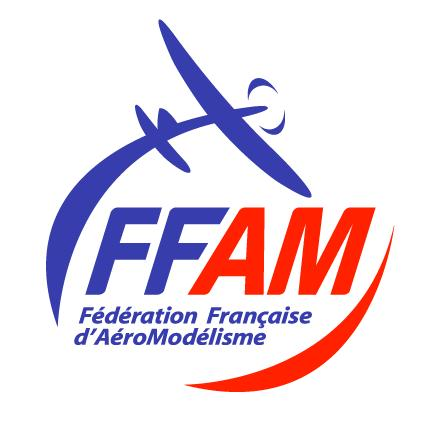 FFAM
Fédération Française
d'AéroModélisme